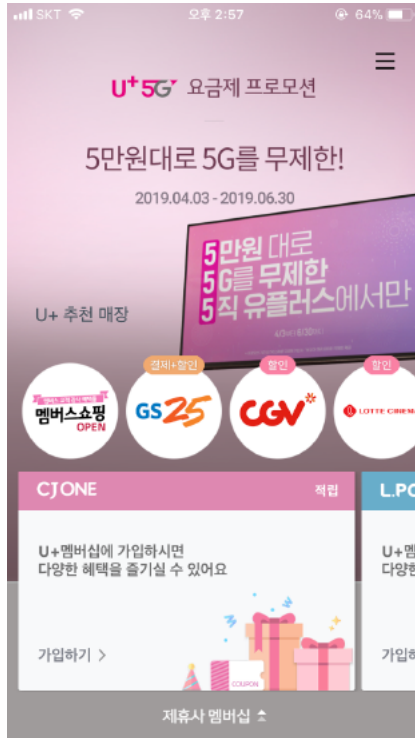 SKT
오후 2:57
64%
U+5G 요금제 프로모션
5만원대로 5G를 무제한!
2019.04.03 - 2019.06.30
5만원 대로
5G를 무제한
5직 유플러스에서만
U+ 추천 매장
결제+할인
할인
할인
멤버스쇼핑
OPEN
GS25
CGV
LOTTE CINEMA
CJ ONE
적립
L.PO
U+멤버십에 가입하시면
다양한 혜택을 즐기실 수 있어요
U+멤
다양한
가입하기 >
COUPON
가입하
제휴사 멤버십